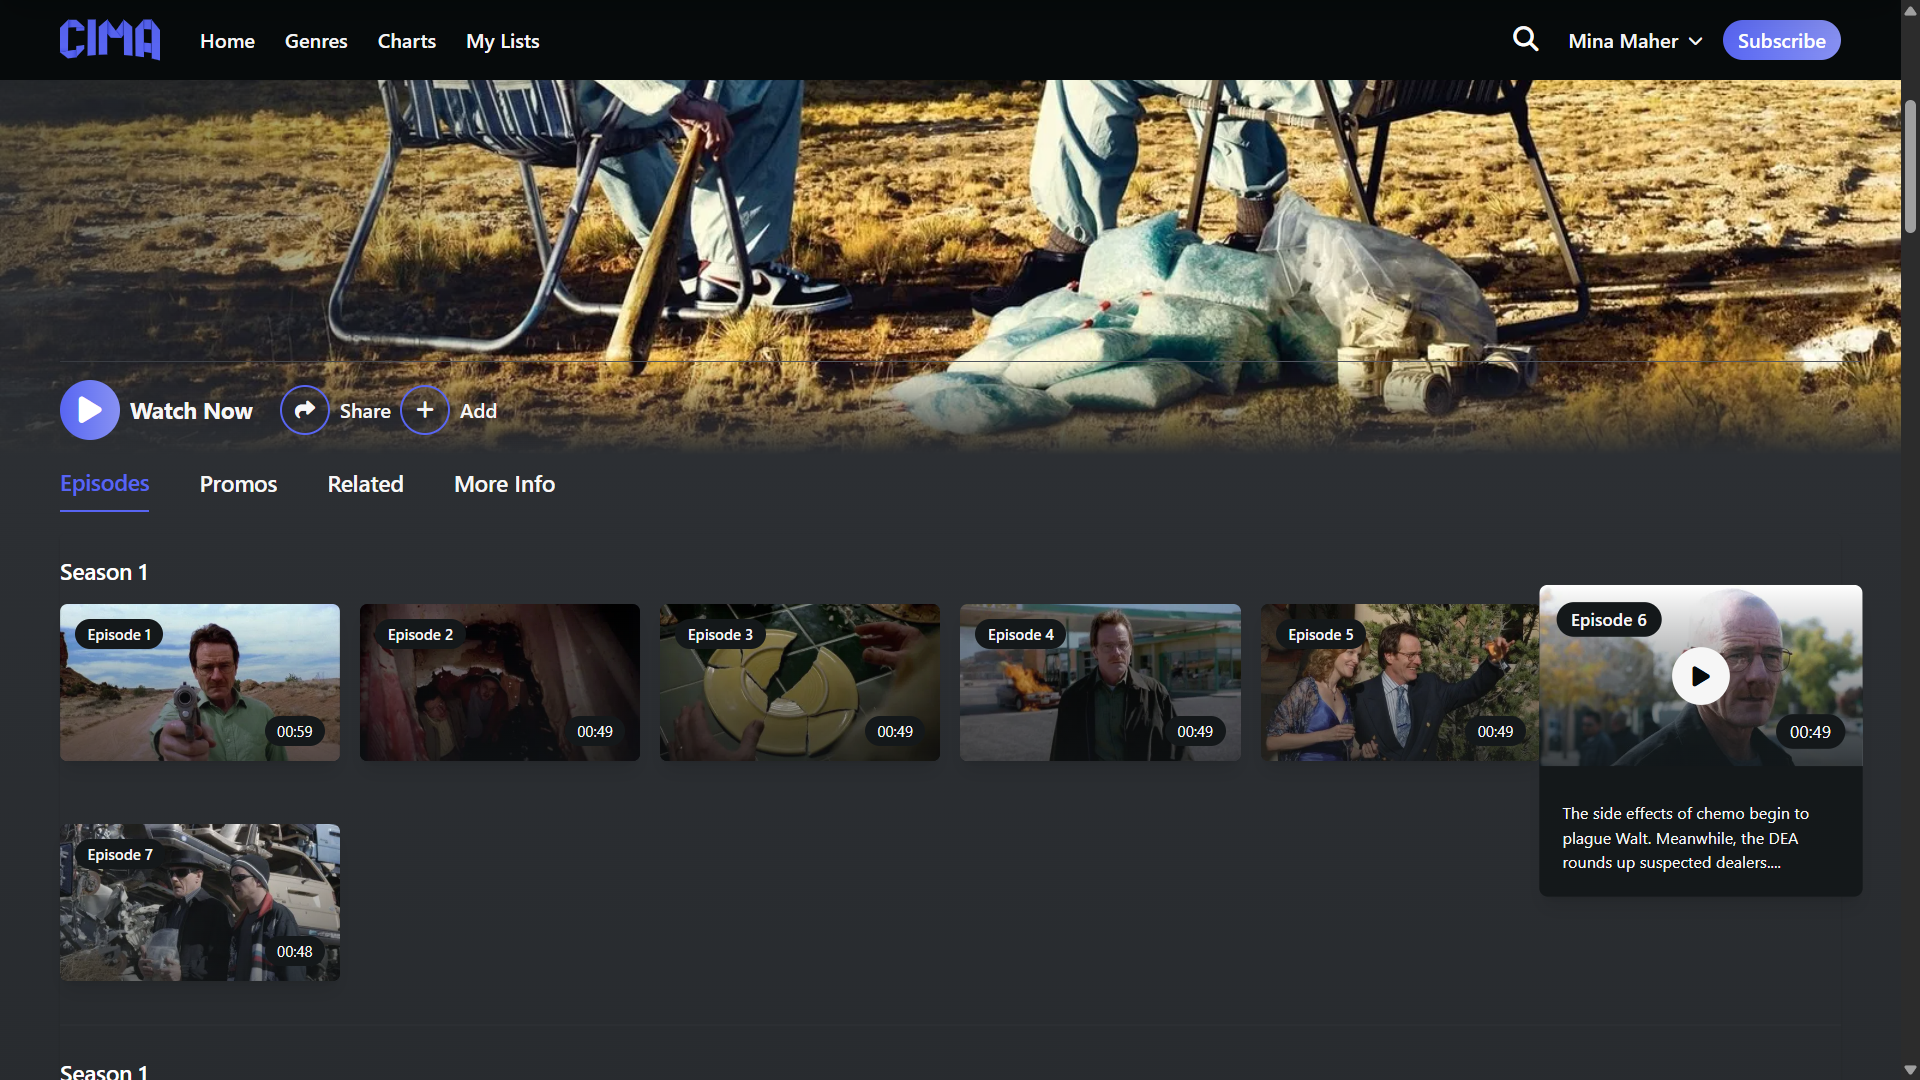 CIMA
Home
Genres
Charts
My Lists
Mina Maher
Subscribe
Watch Now
Share
Add
Episodes
Promos
Related
More Info
Season 1
Episode 1
00:59
Episode 2
00:49
Episode 3
00:49
Episode 4
00:49
Episode 5
00:49
Episode 6
00:49
The side effects of chemo begin to
plague Walt. Meanwhile, the DEA
rounds up suspected dealers....
Episode 7
00:48
Season 1